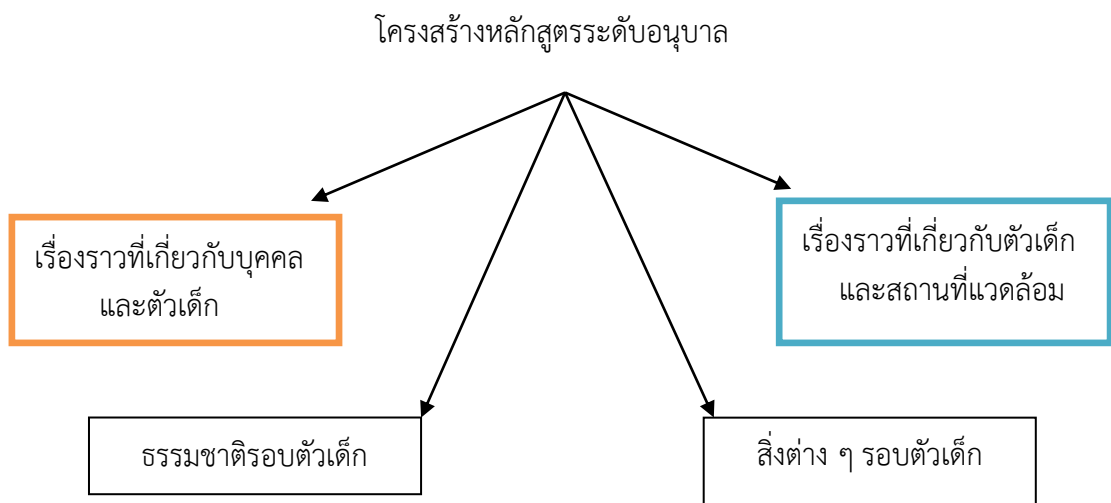 โครงสร้างหลักสูตรระดับอนุบาล
เรื่องราวที่เกี่ยวกับบุคคล
และตัวเด็ก
เรื่องราวที่เกี่ยวกับตัวเด็ก
และสถานที่แวดล้อม
ธรรมชาติรอบตัวเด็ก
สิ่งต่าง ๆ รอบตัวเด็ก